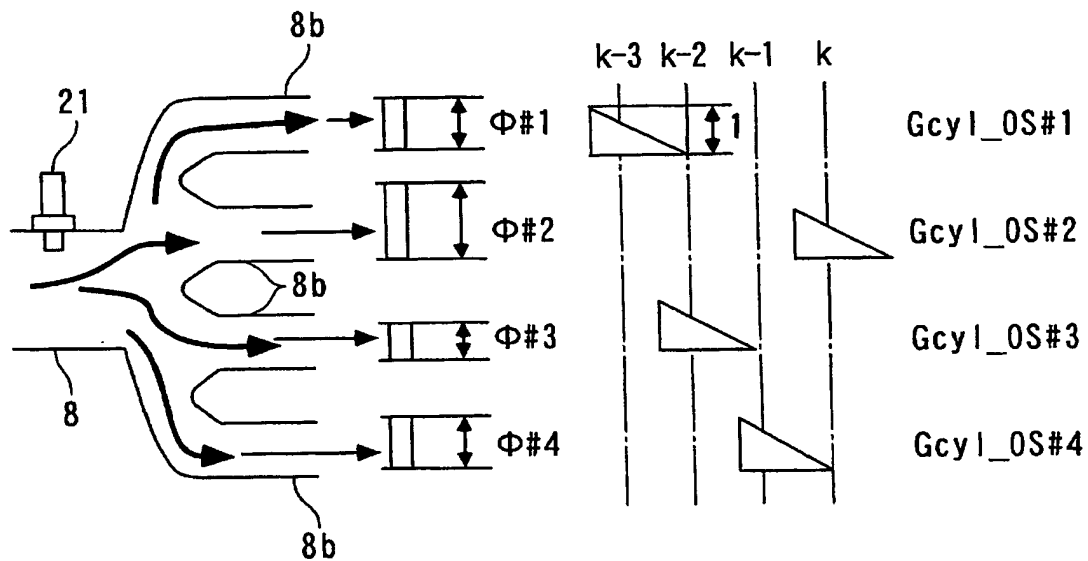 8b
k-3 k-2 k-1 k
21
Φ#1
1
Gcyl_OS#1
Φ#2
Gcyl_OS#2
8b
Φ#3
Gcyl_OS#3
8
Φ#4
Gcyl_OS#4
8b